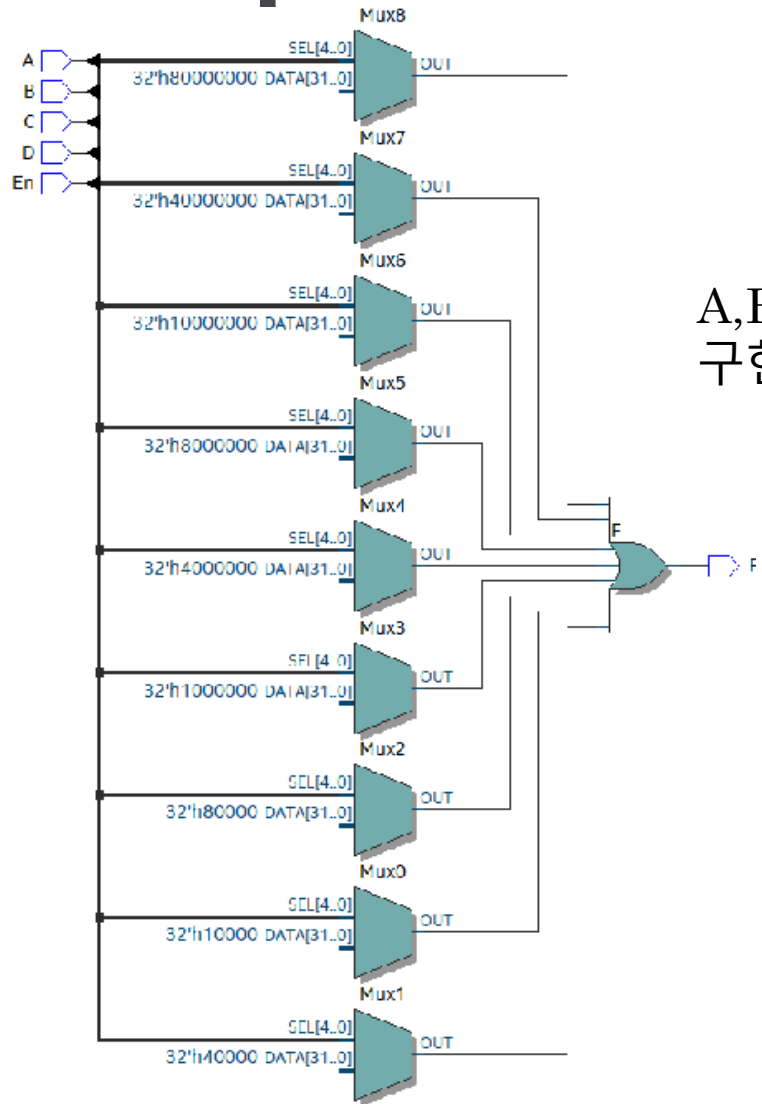 Mux8
A
SEL[4..0]
OUT
32'h80000000 DATA[31..0]
B
C
D
En
Mux7
SEL[4..0]
OUT
32'h40000000 DATA[31..0]
Mux6
SEL[4..0]
OUT
32'h10000000 DATA[31..0]
Mux5
SEL[4..0]
OUT
32'h8000000 DATA[31..0]
Mux4
SEL[4..0]
OUT
32'h4000000 DATA[31..0]
Mux3
SEL[4..0]
OUT
32'h1000000 DATA[31..0]
Mux2
SEL[4..0]
OUT
32'h80000 DATA[31..0]
Mux0
SEL[4..0]
OUT
32'h10000 DATA[31..0]
Mux1
SEL[4..0]
OUT
32'h40000 DATA[31..0]
F
F
A,